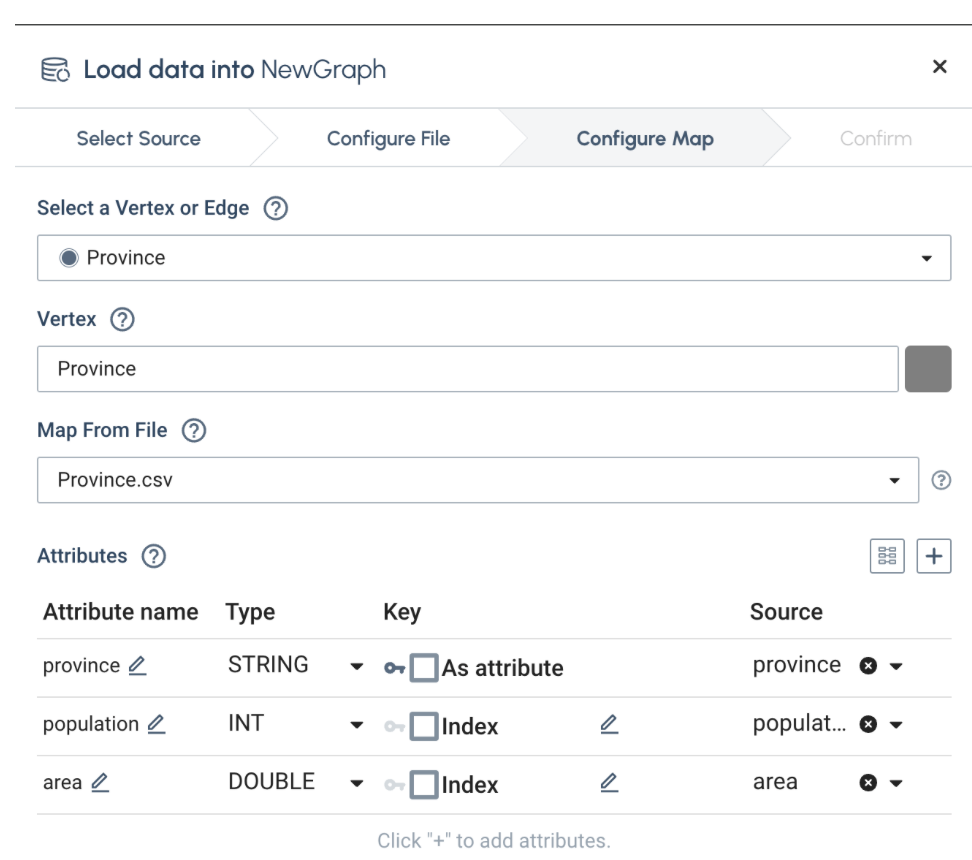 Load data into NewGraph
Select Source Configure File Configure Map Confirm
Select a Vertex or Edge
Province
Vertex
Province
Map From File
Province.csv
Attributes
Attribute name Type Key Source
province STRING As attribute province
population INT Index populat...
area DOUBLE Index area
Click "+" to add attributes.